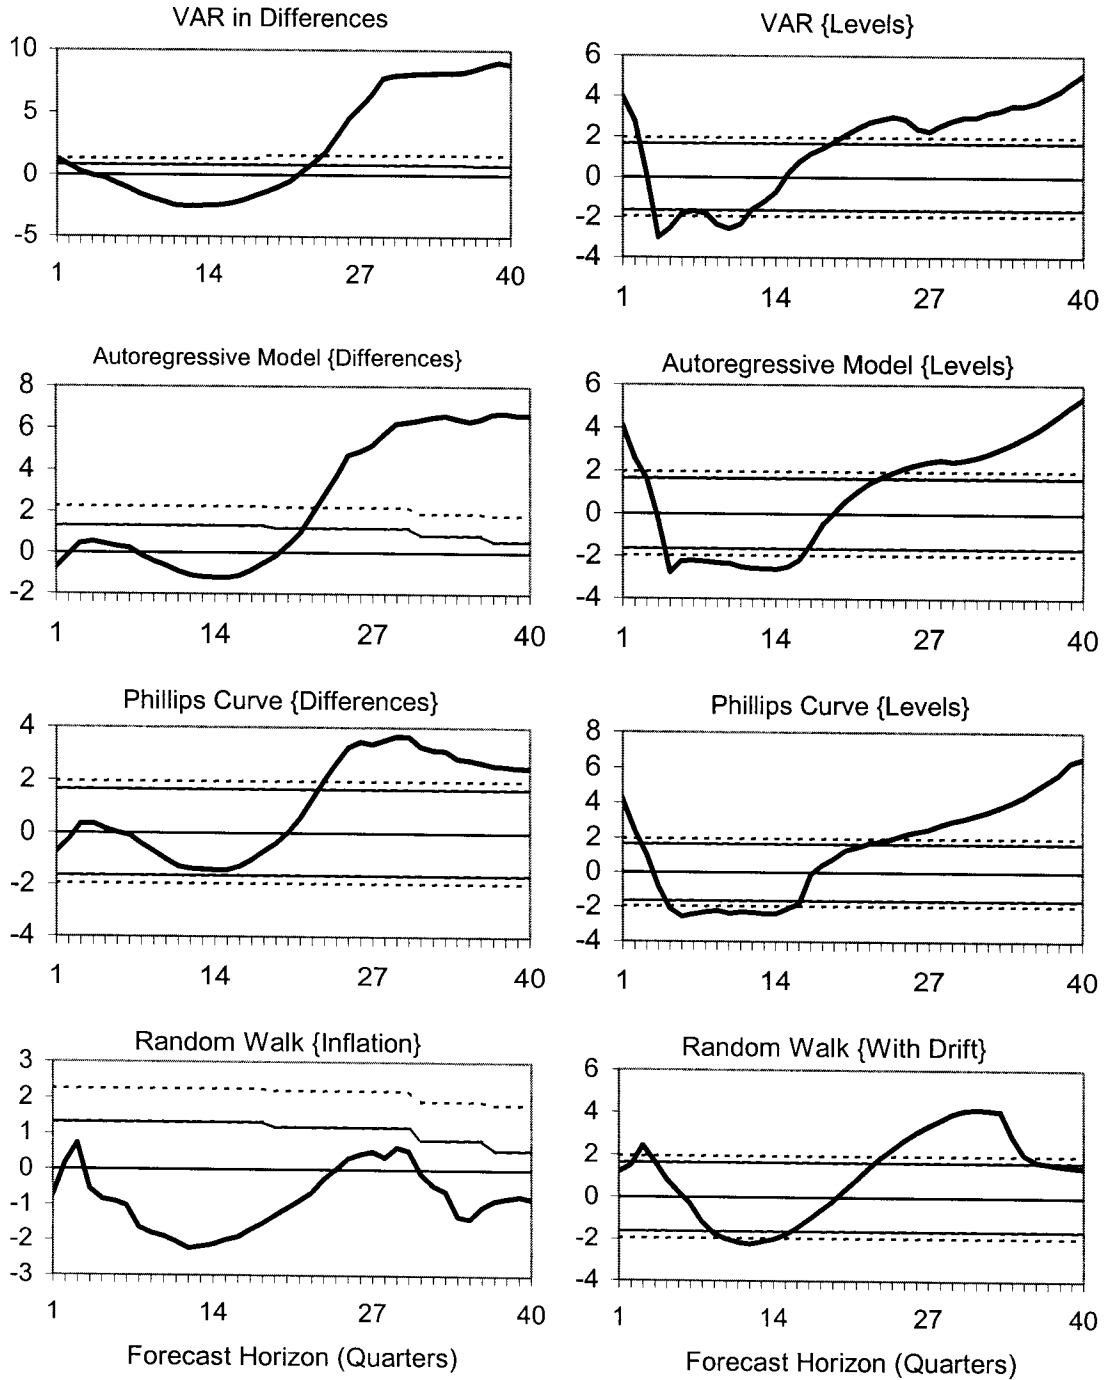 VAR in Differences
10
5
0
-5
1 14 27 40
VAR {Levels}
6
4
2
0
-2
-4
1 14 27 40
Autoregressive Model {Differences}
8
6
4
2
0
-2
1 14 27 40
Autoregressive Model {Levels}
6
4
2
0
-2
-4
1 14 27 40
Phillips Curve {Differences}
4
2
0
-2
-4
1 14 27 40
Phillips Curve {Levels}
8
6
4
2
0
-2
-4
1 14 27 40
Random Walk {Inflation}
3
2
1
0
-1
-2
-3
1 14 27 40
Forecast Horizon (Quarters)
Random Walk {With Drift}
6
4
2
0
-2
-4
1 14 27 40
Forecast Horizon (Quarters)